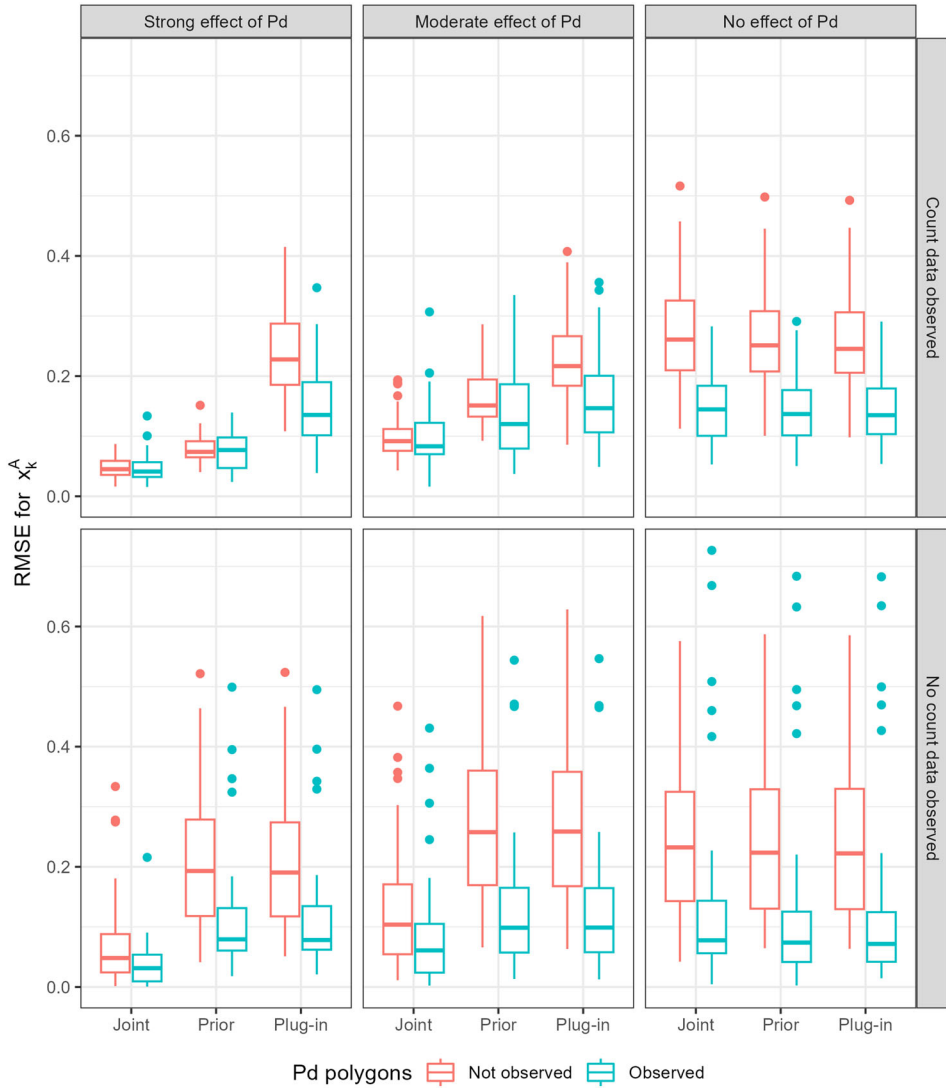 Strong effect of Pd
Moderate effect of Pd
No effect of Pd
0.6
0.4
0.2
0.0
Count data observed
RMSE for x_k^A
0.6
0.4
0.2
0.0
No count data observed
Joint Prior Plug-in
Joint Prior Plug-in
Joint Prior Plug-in
Pd polygons Not observed Observed